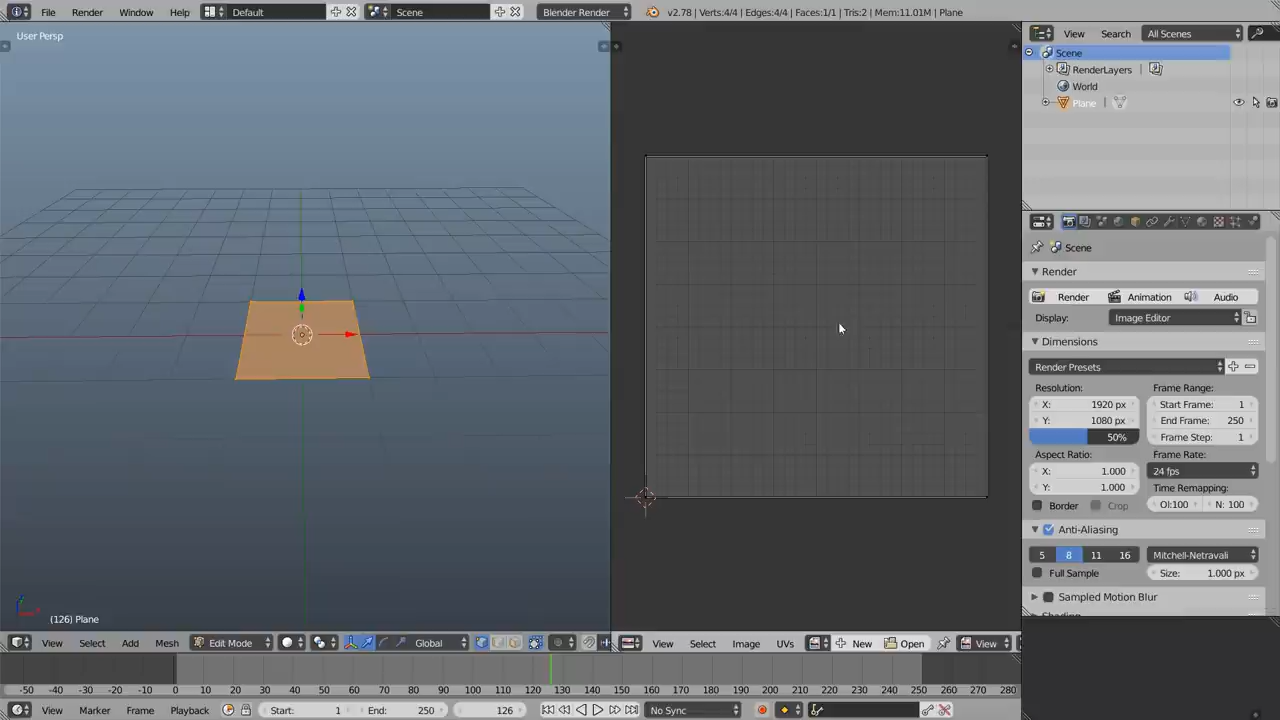 File Render Window Help Default Scene Blender Render v2.78 | Verts:4/4 | Edges:4/4 | Faces:1/1 | Tris:2 | Mem:11.01M | Plane
User Persp
View Search All Scenes
Scene
RenderLayers
World
Plane
Scene
Render
Render Animation Audio
Display: Image Editor
Dimensions
Render Presets
Resolution: Frame Range:
X: 1920 px Start Frame: 1
Y: 1080 px End Frame: 250
50% Frame Step: 1
Aspect Ratio: Frame Rate:
X: 1.000 24 fps
Y: 1.000 Time Remapping:
Border Crop Ol:100 N: 100
Anti-Aliasing
5 8 11 16 Mitchell-Netravali
Full Sample Size: 1.000 px
Sampled Motion Blur
(126) Plane
View Select Add Mesh Edit Mode Global View Select Image UVs New Open View
-50 -40 -30 -20 -10 0 10 20 30 40 50 60 70 80 90 100 110 120 130 140 150 160 170 180 190 200 210 220 230 240 250 260 270 280
View Marker Frame Playback Start: 1 End: 250 126 No Sync